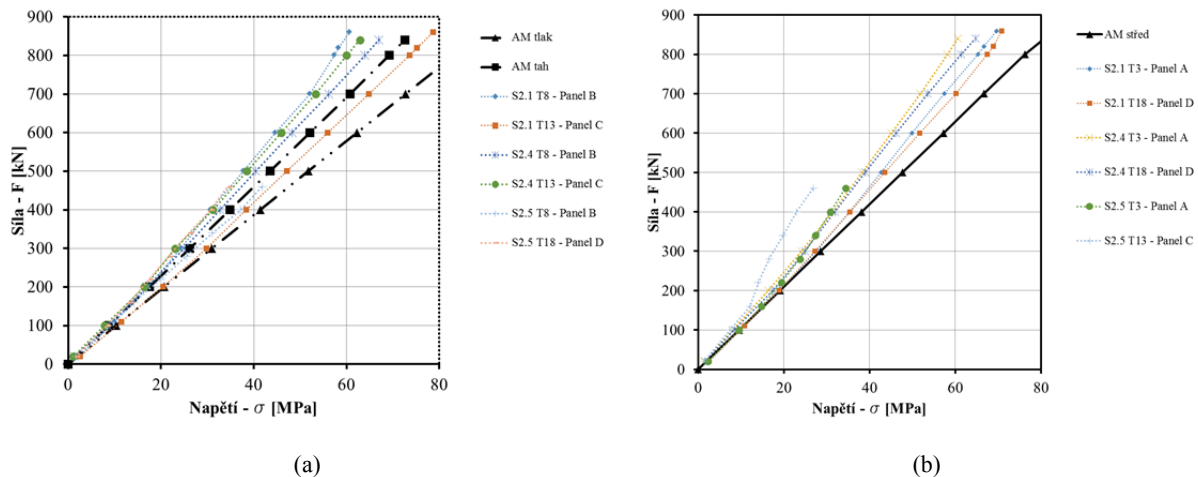 900
800
700
600
500
400
300
200
100
0
0
20
40
60
80
Síla - F [kN]
Napětí - σ [MPa]
AM tlak
AM tah
S2.1 T8 - Panel B
S2.1 T13 - Panel C
S2.4 T8 - Panel B
S2.4 T13 - Panel C
S2.5 T8 - Panel B
S2.5 T18 - Panel D
(a)
900
800
700
600
500
400
300
200
100
0
0
20
40
60
80
Síla - F [kN]
Napětí - σ [MPa]
AM střed
S2.1 T3 - Panel A
S2.1 T18 - Panel D
S2.4 T3 - Panel A
S2.4 T18 - Panel D
S2.5 T3 - Panel A
S2.5 T13 - Panel C
(b)